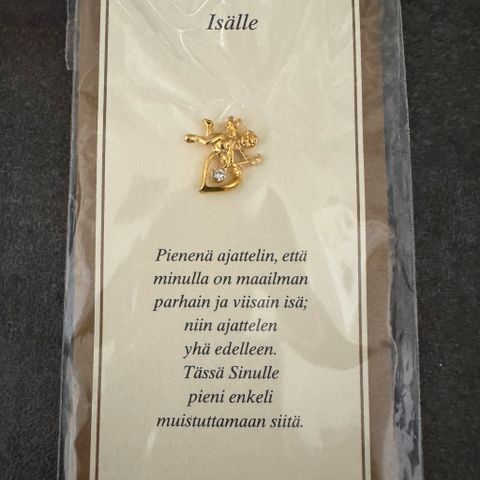 Isälle
Pienenä ajattelin, että
minulla on maailman
parhain ja viisain isä;
niin ajattelen
yhä edelleen.
Tässä Sinulle
pieni enkeli
muistuttamaan siitä.